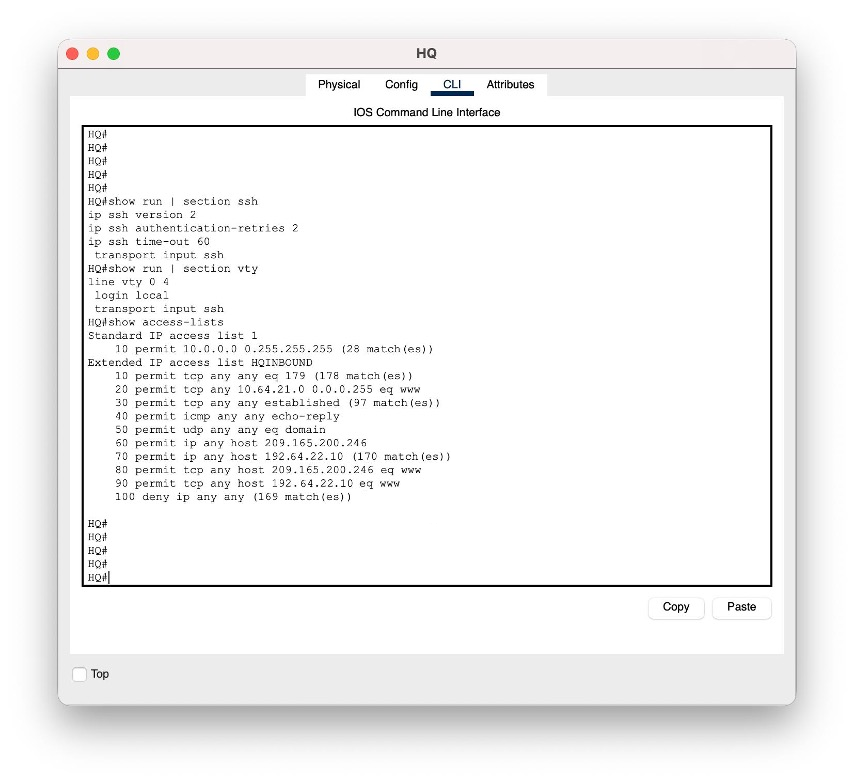 HQ
Physical Config CLI Attributes
IOS Command Line Interface
HQ#
HQ#
HQ#
HQ#
HQ#
HQ#show run | section ssh
ip ssh version 2
ip ssh authentication-retries 2
ip ssh time-out 60
 transport input ssh
HQ#show run | section vty
line vty 0 4
 login local
 transport input ssh
HQ#show access-lists
Standard IP access list 1
    10 permit 10.0.0.0 0.255.255.255 (28 match(es))
Extended IP access list HQINBOUND
    10 permit tcp any any eq 179 (178 match(es))
    20 permit tcp any 10.64.21.0 0.0.0.255 eq www
    30 permit tcp any any established (97 match(es))
    40 permit icmp any any echo-reply
    50 permit udp any any eq domain
    60 permit ip any host 209.165.200.246
    70 permit ip any host 192.64.22.10 (170 match(es))
    80 permit tcp any host 209.165.200.246 eq www
    90 permit tcp any host 192.64.22.10 eq www
    100 deny ip any any (169 match(es))
HQ#
HQ#
HQ#
HQ#
HQ#
Copy Paste
Top